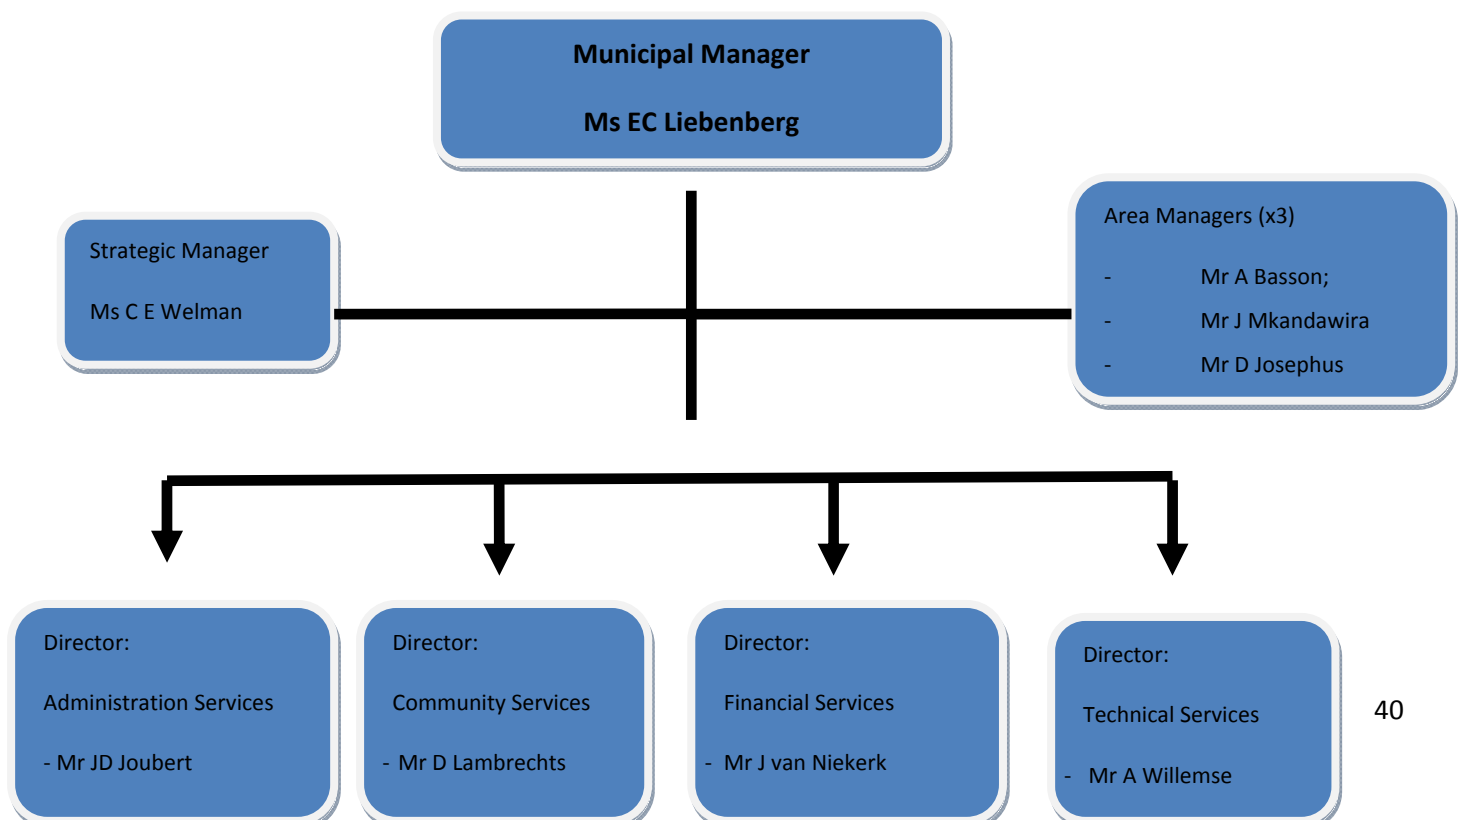 Municipal Manager
Ms EC Liebenberg
Strategic Manager
Ms C E Welman
Area Managers (x3)
- Mr A Basson;
- Mr J Mkandawira
- Mr D Josephus
Director:
Administration Services
- Mr JD Joubert
Director:
Community Services
- Mr D Lambrechts
Director:
Financial Services
- Mr J van Niekerk
Director:
Technical Services
- Mr A Willemse
40